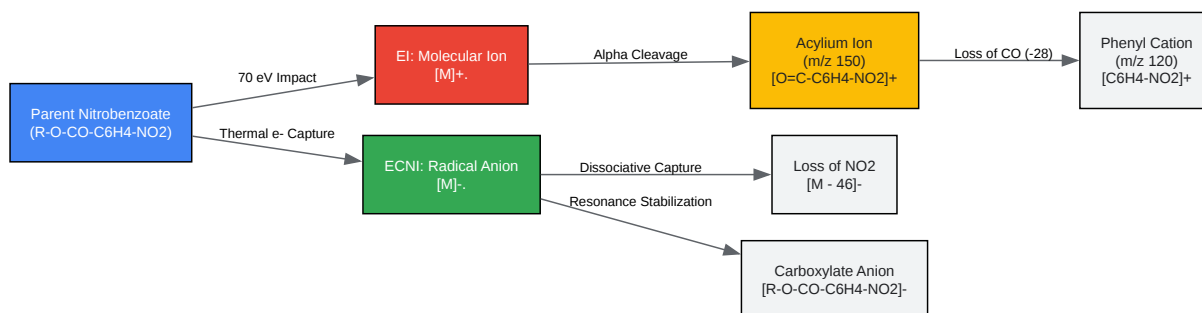 Parent Nitrobenzoate
(R-O-CO-C6H4-NO2)
70 eV Impact
Thermal e- Capture
EI: Molecular Ion
[M]+.
Alpha Cleavage
Acylium Ion
(m/z 150)
[O=C-C6H4-NO2]+
Loss of CO (-28)
Phenyl Cation
(m/z 120)
[C6H4-NO2]+
ECNI: Radical Anion
[M]-.
Dissociative Capture
Resonance Stabilization
Loss of NO2
[M - 46]-
Carboxylate Anion
[R-O-CO-C6H4-NO2]-